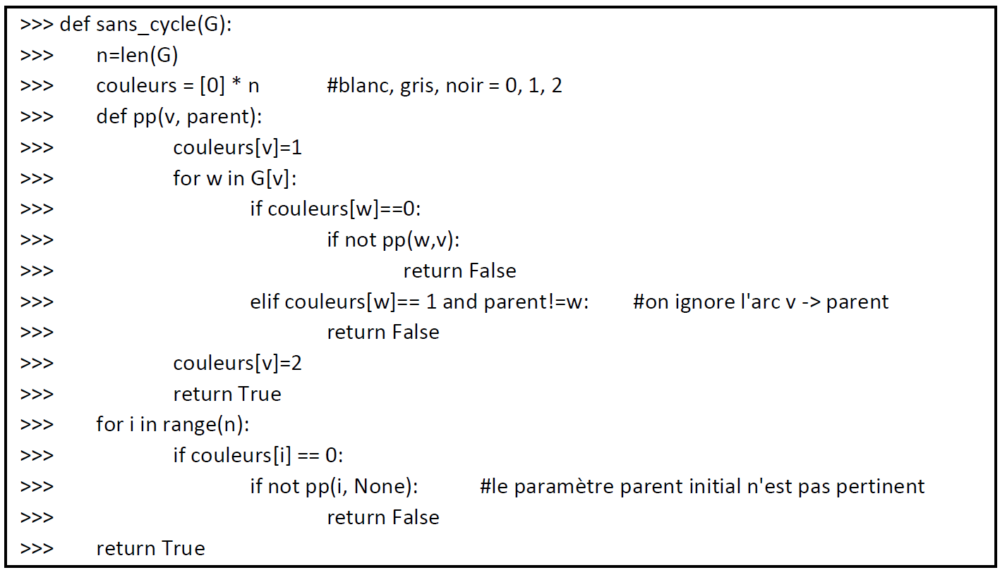 >>> def sans_cycle(G):
>>> n=len(G)
>>> couleurs = [0] * n #blanc, gris, noir = 0, 1, 2
>>> def pp(v, parent):
>>> couleurs[v]=1
>>> for w in G[v]:
>>> if couleurs[w]==0:
>>> if not pp(w,v):
>>> return False
>>> elif couleurs[w]== 1 and parent!=w: #on ignore l'arc v -> parent
>>> return False
>>> couleurs[v]=2
>>> return True
>>> for i in range(n):
>>> if couleurs[i] == 0:
>>> if not pp(i, None): #le paramètre parent initial n'est pas pertinent
>>> return False
>>> return True